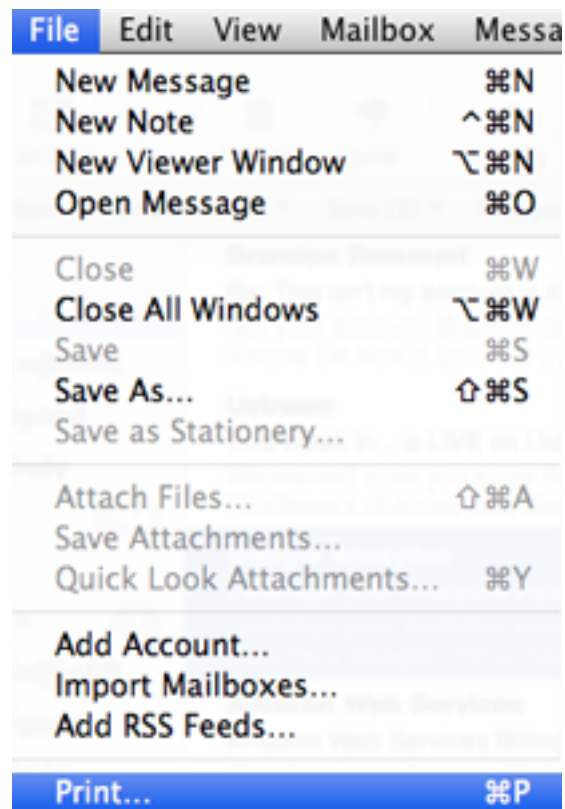 File Edit View Mailbox Messa
New Message ⌘N
New Note ^⌘N
New Viewer Window ⌥⌘N
Open Message ⌘O
Close ⌘W
Close All Windows ⌥⌘W
Save ⌘S
Save As... ⇧⌘S
Save as Stationery...
Attach Files... ⇧⌘A
Save Attachments...
Quick Look Attachments... ⌘Y
Add Account...
Import Mailboxes...
Add RSS Feeds...
Print... ⌘P